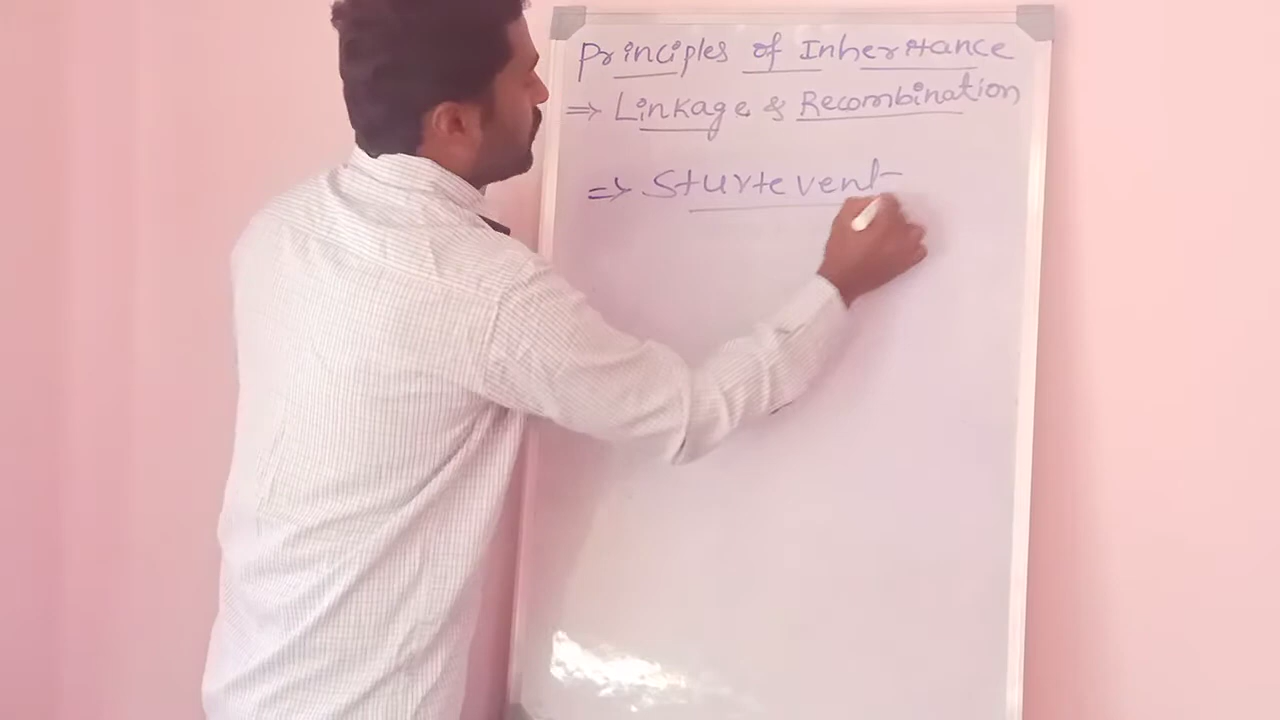 Principles of Inheritance
=> Linkage & Recombination
=> Sturtevent